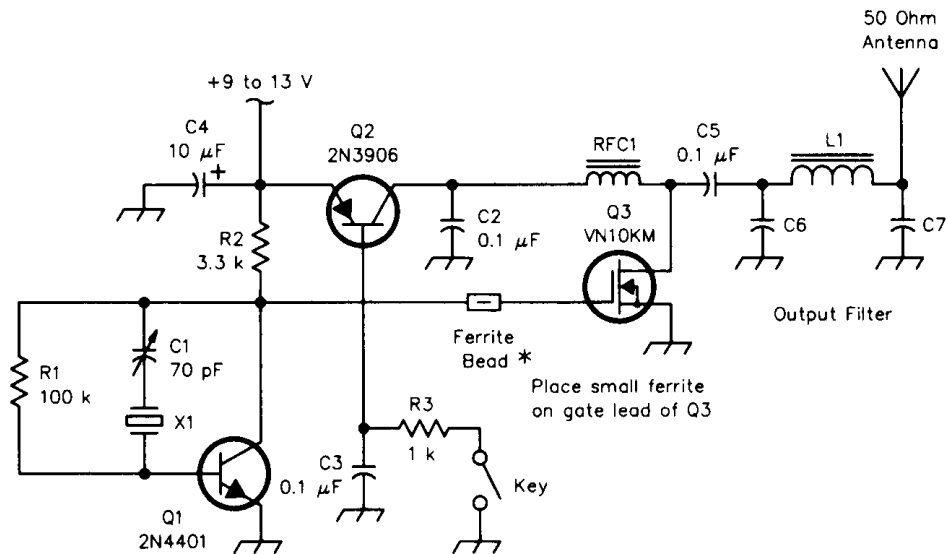 50 Ohm
Antenna
+9 to 13 V
C4
10 µF
+
Q2
2N3906
RFC1
C5
0.1 µF
L1
R2
3.3 k
C2
0.1 µF
Q3
VN10KM
C6
C7
Output Filter
C1
70 pF
R1
100 k
X1
Ferrite
Bead *
Place small ferrite
on gate lead of Q3
R3
1 k
C3
0.1 µF
Key
Q1
2N4401